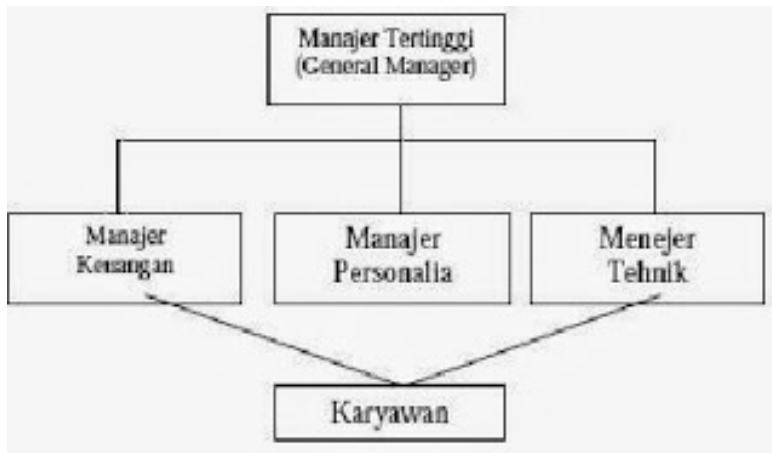 Manajer Tertinggi
(General Manager)
Manajer
Keuangan
Manajer
Personalia
Menejer
Tehnik
Karyawan